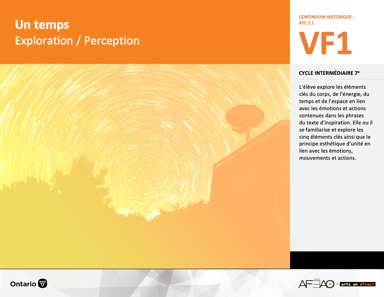 Un temps
Exploration / Perception
CONTINUUM HISTORIQUE :
ATC 7.1
VF1
CYCLE INTERMÉDIAIRE 7e
L'élève explore les éléments
clés du corps, de l'énergie, du
temps et de l'espace en lien
avec les émotions et actions
contenues dans les phrases
du texte d'inspiration. Elle ou il
se familiarise et explore les
cinq éléments clés ainsi que le
principe esthétique d'unité en
lien avec les émotions,
mouvements et actions.
Ontario
AFEAO
arts en direct